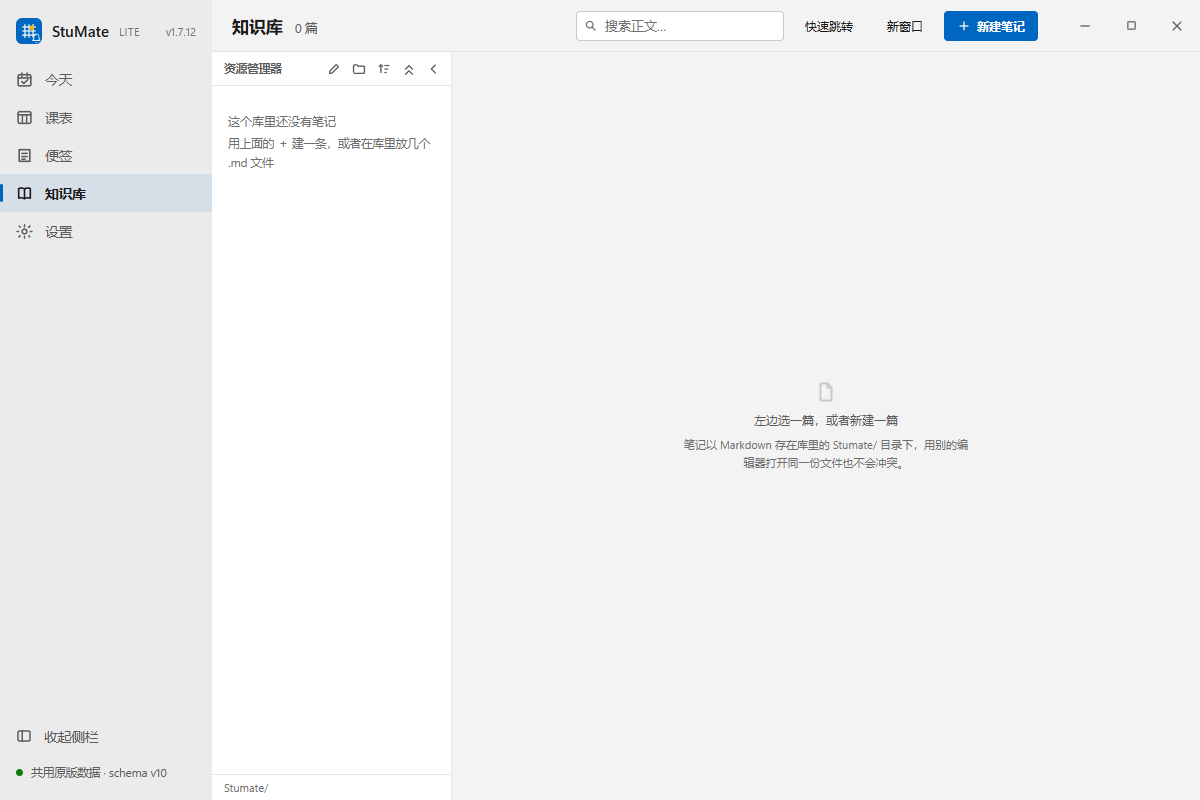 StuMate LITE v1.7.12
今天
课表
便签
知识库
设置
收起侧栏
共用原版数据 · schema v10
知识库 0 篇
搜索正文...
快速跳转
新窗口
+ 新建笔记
资源管理器
这个库里还没有笔记
用上面的 + 建一条，或者在库里放几个
.md 文件
Stumate/
左边选一篇，或者新建一篇
笔记以 Markdown 存在库里的 Stumate/ 目录下，用别的编
辑器打开同一份文件也不会冲突。